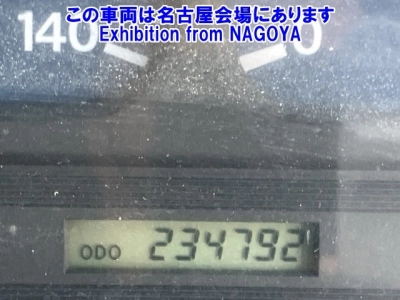 この車両は名古屋会場にあります
Exhibition from NAGOYA
140 0
ODO 234792